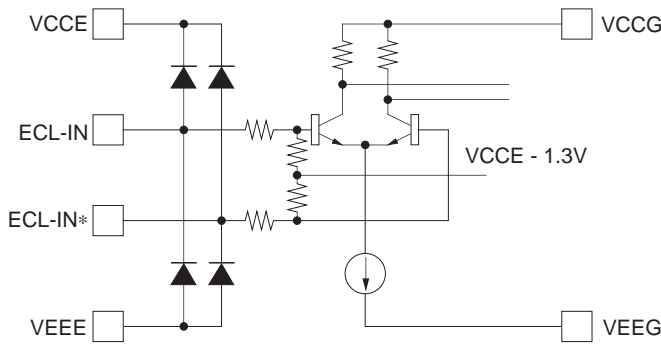 VCCE
VCCG
ECL-IN
VCCE - 1.3V
ECL-IN*
VEEE
VEEG